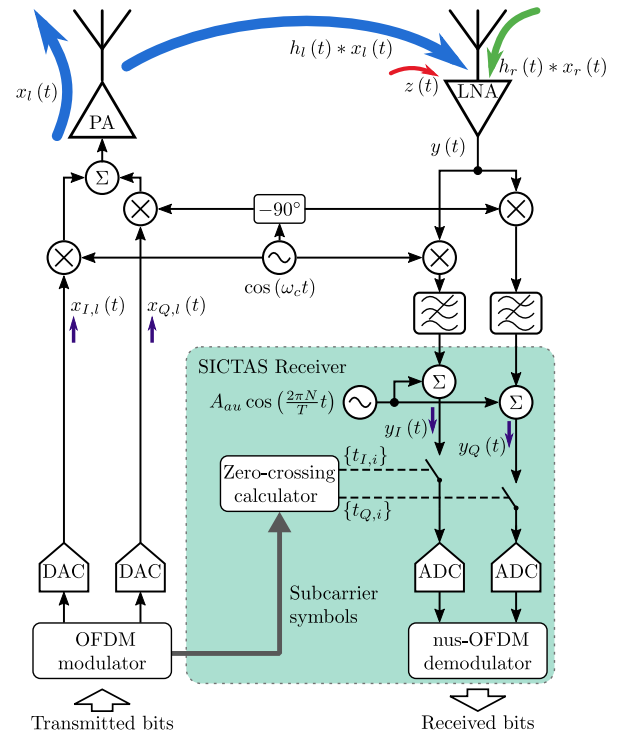 x_l (t)
h_l (t) * x_l (t)
h_r (t) * x_r (t)
z (t)
LNA
PA
y (t)
Σ
−90°
cos (ω_c t)
x_{I,l} (t)
x_{Q,l} (t)
SICTAS Receiver
A_{au} cos (\frac{2πN}{T} t)
Σ
Σ
y_I (t)
y_Q (t)
{t_{I,i}}
Zero-crossing
calculator
{t_{Q,i}}
DAC
DAC
ADC
ADC
Subcarrier
symbols
OFDM
modulator
nus-OFDM
demodulator
Transmitted bits
Received bits